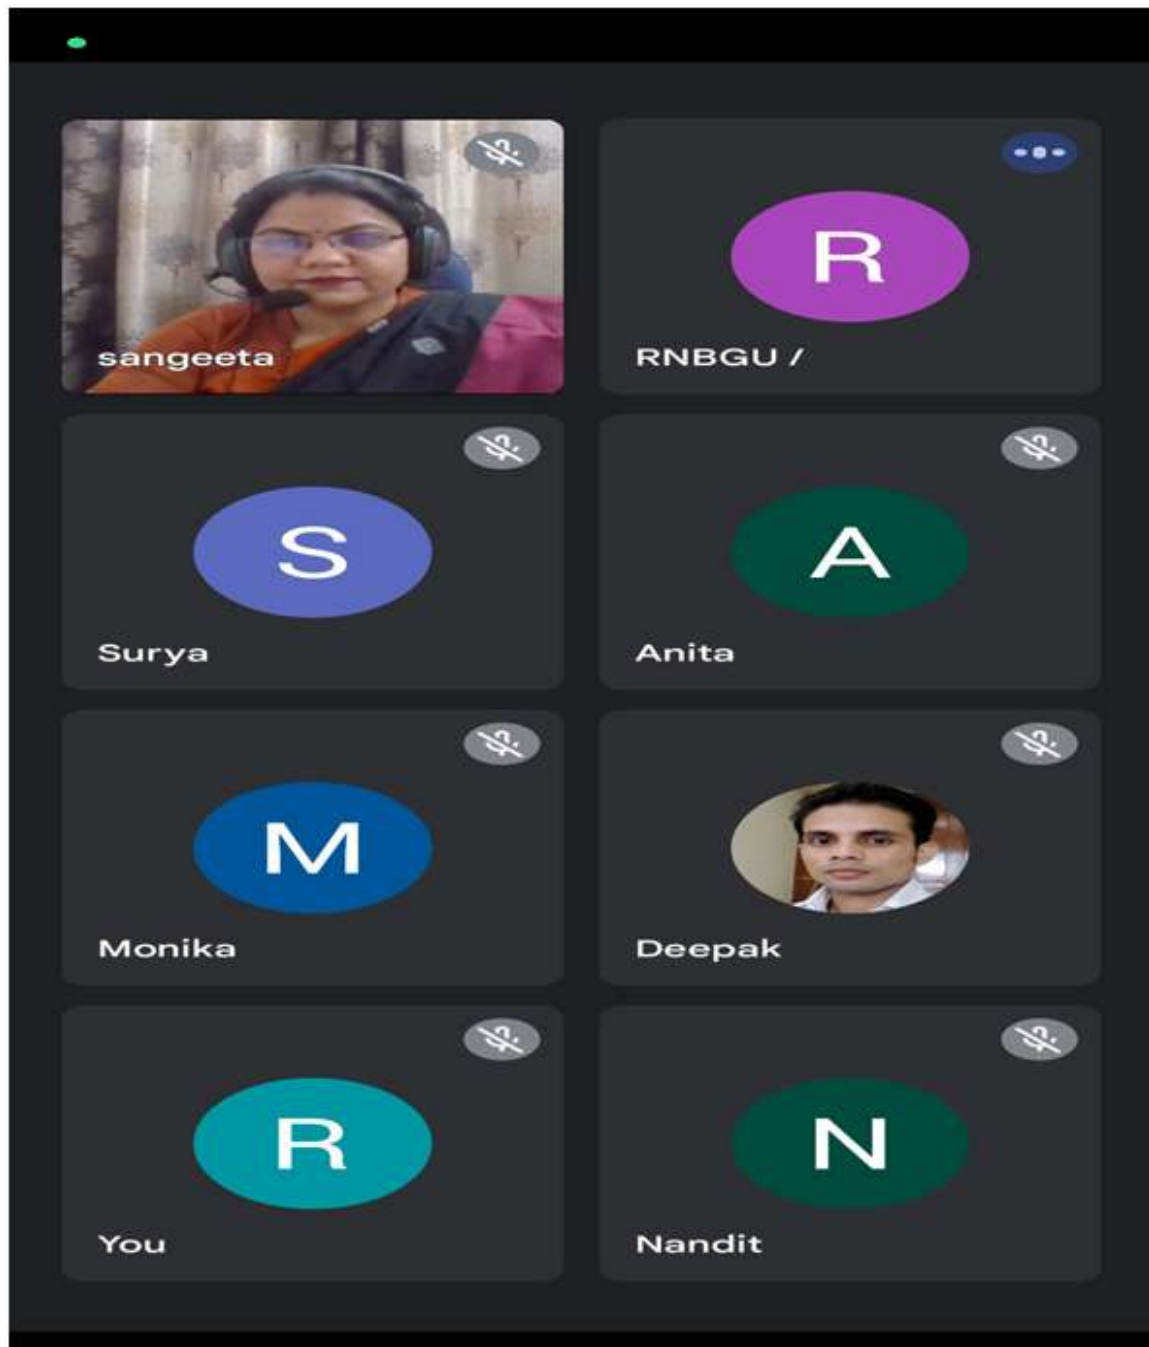 sangeeta
R
RNBGU /
S
Surya
A
Anita
M
Monika
Deepak
R
You
N
Nandit